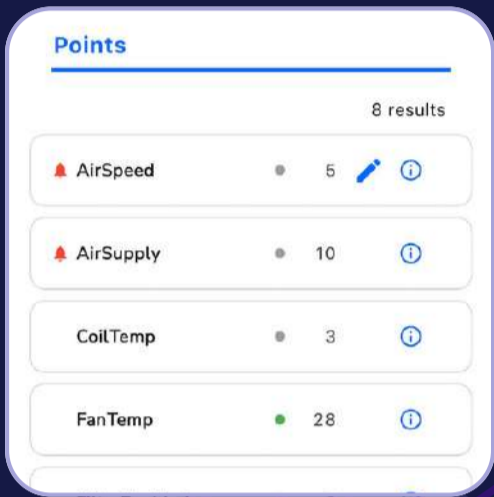 Points
8 results
AirSpeed 5
AirSupply 10
CoilTemp 3
FanTemp 28